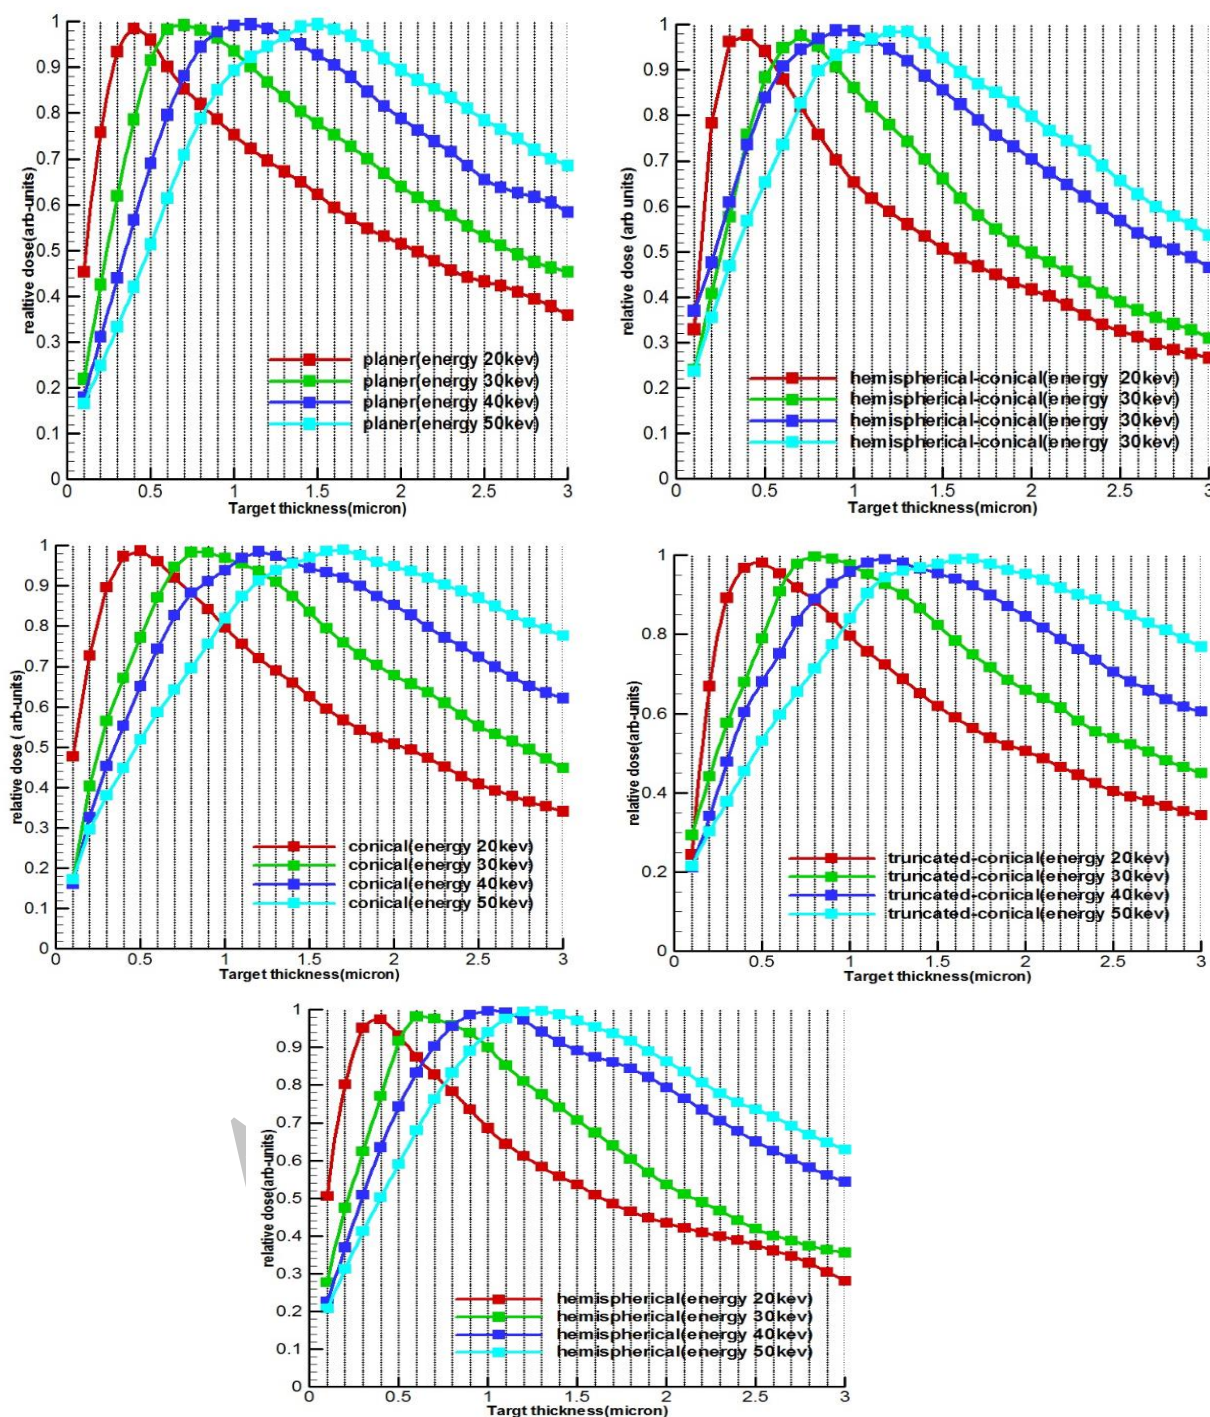 1
0.9
0.8
0.7
0.6
0.5
0.4
0.3
0.2
0.1
0
realtive dose(arb-units)
planer(energy 20kev)
planer(energy 30kev)
planer(energy 40kev)
planer(energy 50kev)
0 0.5 1 1.5 2 2.5 3
Target thickness(micron)
1
0.9
0.8
0.7
0.6
0.5
0.4
0.3
0.2
0.1
0
relative dose (arb units)
hemispherical-conical(energy 20kev)
hemispherical-conical(energy 30kev)
hemispherical-conical(energy 30kev)
hemispherical-conical(energy 30kev)
0 0.5 1 1.5 2 2.5 3
Target thickness(micron)
1
0.9
0.8
0.7
0.6
0.5
0.4
0.3
0.2
0.1
0
relative dose ( arb-units)
conical(energy 20kev)
conical(energy 30kev)
conical(energy 40kev)
conical(energy 50kev)
0 0.5 1 1.5 2 2.5 3
Target thickness(micron)
1
0.8
0.6
0.4
0.2
0
relative dose(arb-units)
truncated-conical(energy 20kev)
truncated-conical(energy 30kev)
truncated-conical(energy 40kev)
truncated-conical(energy 50kev)
0 0.5 1 1.5 2 2.5 3
Target thickness(micron)
1
0.9
0.8
0.7
0.6
0.5
0.4
0.3
0.2
0.1
0
relative dose(arb-units)
hemispherical(energy 20kev)
hemispherical(energy 30kev)
hemispherical(energy 40kev)
hemispherical(energy 50kev)
0 0.5 1 1.5 2 2.5 3
Targt thickness(micron)